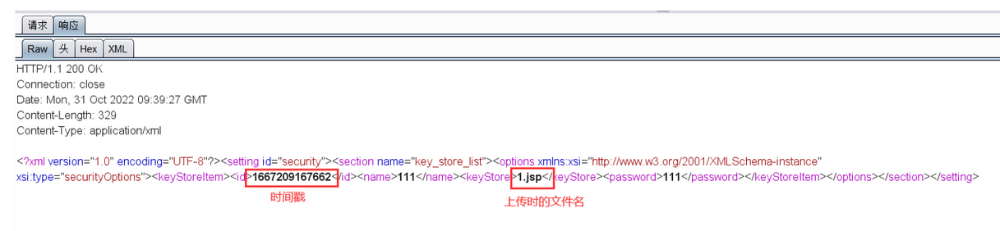 请求 响应
Raw 头 Hex XML
HTTP/1.1 200 OK
Connection: close
Date: Mon, 31 Oct 2022 09:39:27 GMT
Content-Length: 329
Content-Type: application/xml
<?xml version="1.0" encoding="UTF-8"?><setting id="security"><section name="key_store_list"><options xmlns:xsi="http://www.w3.org/2001/XMLSchema-instance"
xsi:type="securityOptions"><keyStoreItem><id>1667209167662</id><name>111</name><keyStore>1.jsp</keyStore><password>111</password></keyStoreItem></options></section></setting>
时间戳 上传时的文件名